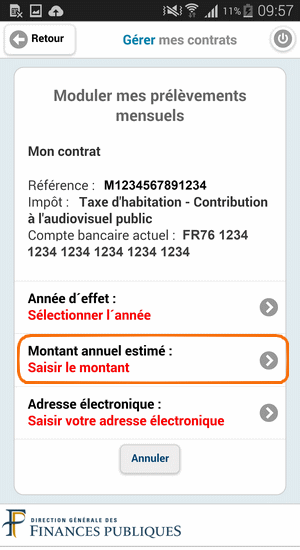 11% 09:57
Retour
Gérer mes contrats
Moduler mes prélèvements
mensuels
Mon contrat
Référence : M1234567891234
Impôt : Taxe d'habitation - Contribution
à l'audiovisuel public
Compte bancaire actuel : FR76 1234
1234 1234 1234 1234 1234
Année d´effet :
Sélectionner l´année
Montant annuel estimé :
Saisir le montant
Adresse électronique :
Saisir votre adresse électronique
Annuler
DIRECTION GÉNÉRALE DES
FINANCES PUBLIQUES